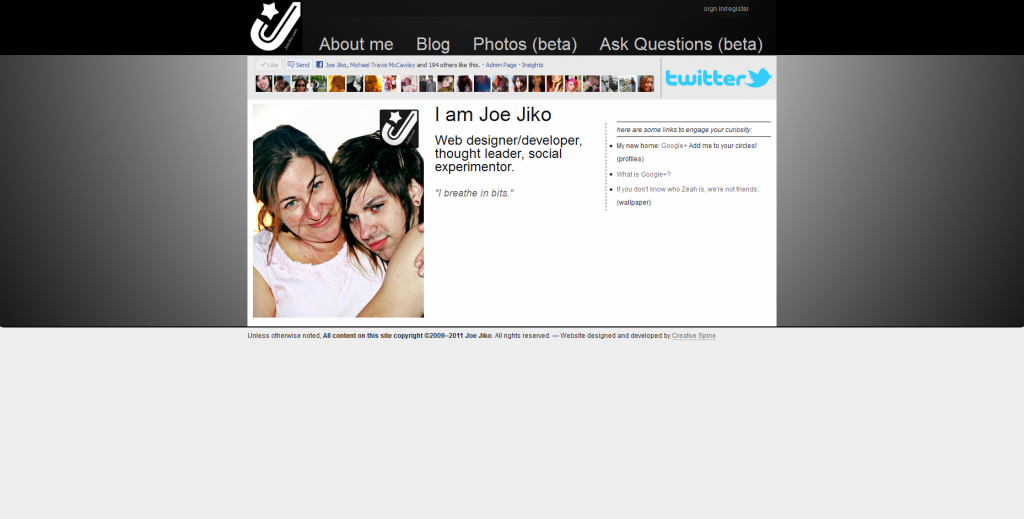 sign in/register
About me Blog Photos (beta) Ask Questions (beta)
Like Send Joe Jiko, Michael Travis McCawley and 194 others like this. · Admin Page · Insights
twitter
I am Joe Jiko
Web designer/developer,
thought leader, social
experimentor.
"I breathe in bits."
here are some links to engage your curiosity:
My new home: Google+ Add me to your circles!
(profiles)
What is Google+?
If you don't know who Zeah is, we're not friends.
(wallpaper)
Unless otherwise noted, All content on this site copyright ©2009–2011 Joe Jiko. All rights reserved. — Website designed and developed by Creative Spine